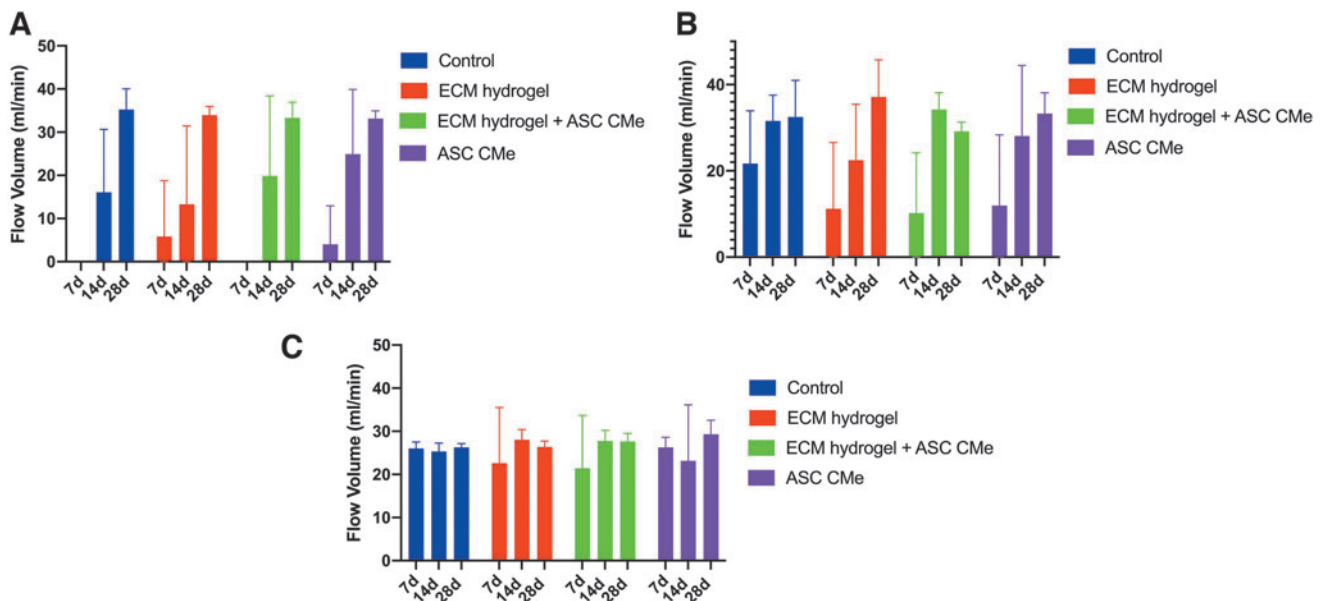 A
Flow Volume (ml/min)
50
40
30
20
10
0
7d 14d 28d 7d 14d 28d 7d 14d 28d 7d 14d 28d
Control
ECM hydrogel
ECM hydrogel + ASC CMe
ASC CMe
B
Flow Volume (ml/min)
40
20
0
7d 14d 28d 7d 14d 28d 7d 14d 28d 7d 14d 28d
Control
ECM hydrogel
ECM hydrogel + ASC CMe
ASC CMe
C
Flow Volume (ml/min)
50
40
30
20
10
0
7d 14d 28d 7d 14d 28d 7d 14d 28d 7d 14d 28d
Control
ECM hydrogel
ECM hydrogel + ASC CMe
ASC CMe